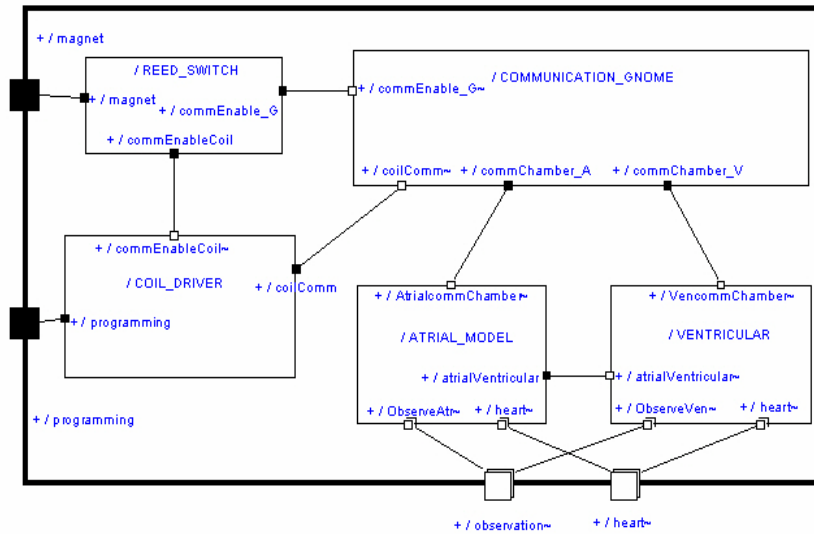 + / magnet
/ REED_SWITCH
+ / magnet
+ / commEnable_G
+ / commEnableCoil
/ COMMUNICATION_GNOME
+ / commEnable_G~
+ / coilComm~
+ / commChamber_A
+ / commChamber_V
+ / commEnableCoil~
/ COIL_DRIVER
+ / coilComm
+ / programming
+ / AtrialcommChamber~
/ ATRIAL_MODEL
+ / atrialVentricular
+ / ObserveAtr~
+ / heart~
+ / VencommChamber~
/ VENTRICULAR
+ / atrialVentricular~
+ / ObserveVen~
+ / heart~
+ / programming
+ / observation~
+ / heart~